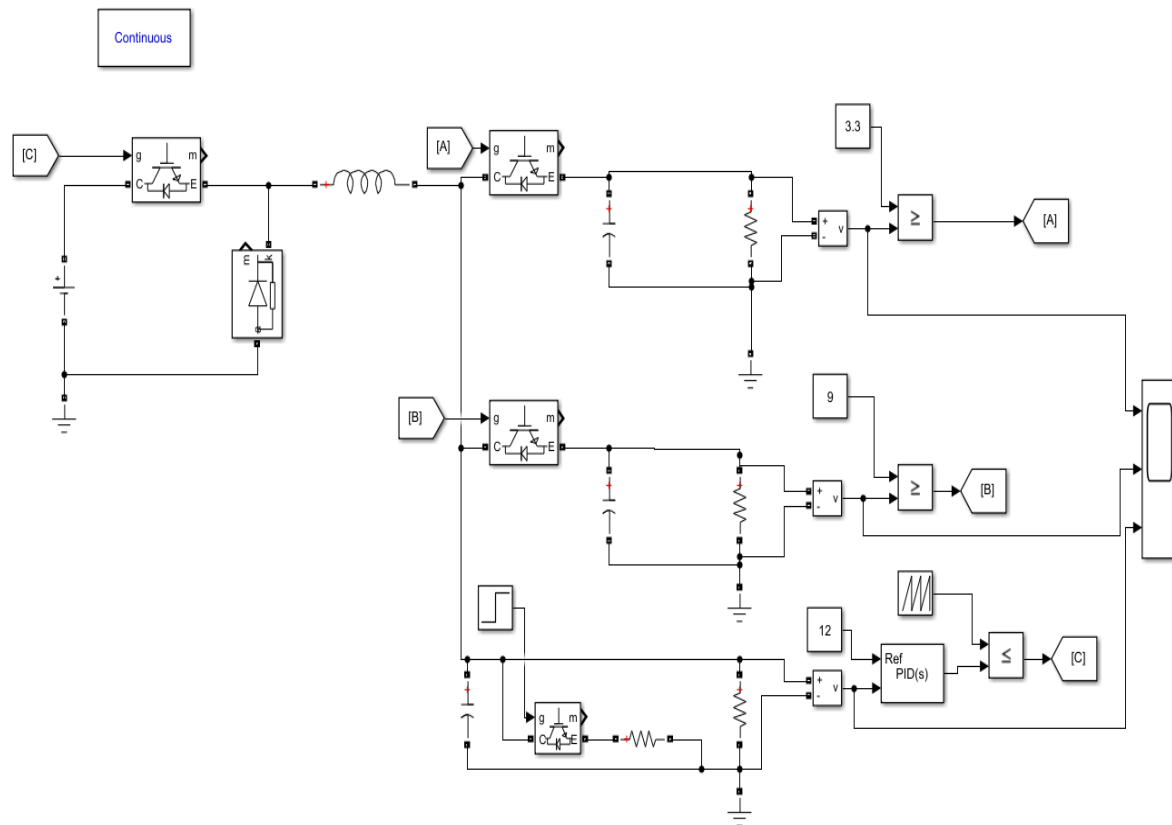 Continuous
[C]
g
m
C
E
[A]
g
m
C
E
3.3
≥
[A]
+
-
v
m
k
+
[B]
g
m
C
E
9
≥
[B]
+
-
v
12
Ref
PID(s)
≤
[C]
+
-
v
g
m
C
E